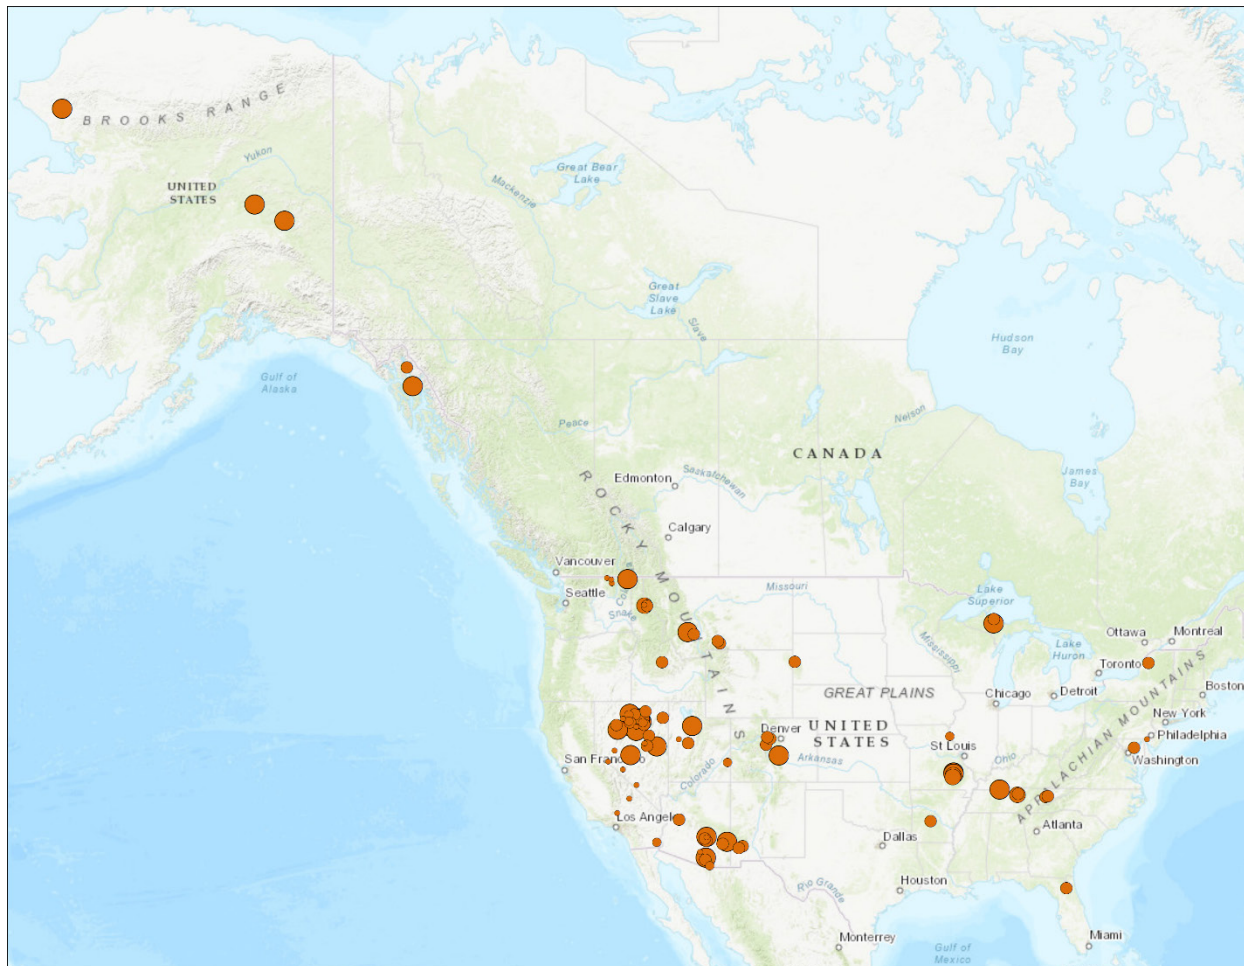 BROOKS RANGE
Yukon
UNITED
STATES
Mackenzie
Great Bear
Lake
Great
Slave
Lake
Slave
Gulf of
Alaska
Hudson
Bay
Peace
Nelson
CANADA
James
Bay
Edmonton
Saskatchewan
ROCKY MOUNTAINS
Calgary
Vancouver
Seattle
Snake
Missouri
Lake
Superior
Mississippi
Ottawa
Montreal
Lake
Huron
Toronto
Boston
GREAT PLAINS
Chicago
Detroit
APPALACHIAN MOUNTAINS
New York
Philadelphia
Washington
Denver
UNITED
STATES
St Louis
Ohio
San Franc
Colorado
Arkansas
Los Angel
Atlanta
Dallas
Rio Grande
Houston
Monterrey
Gulf of
Mexico
Miami